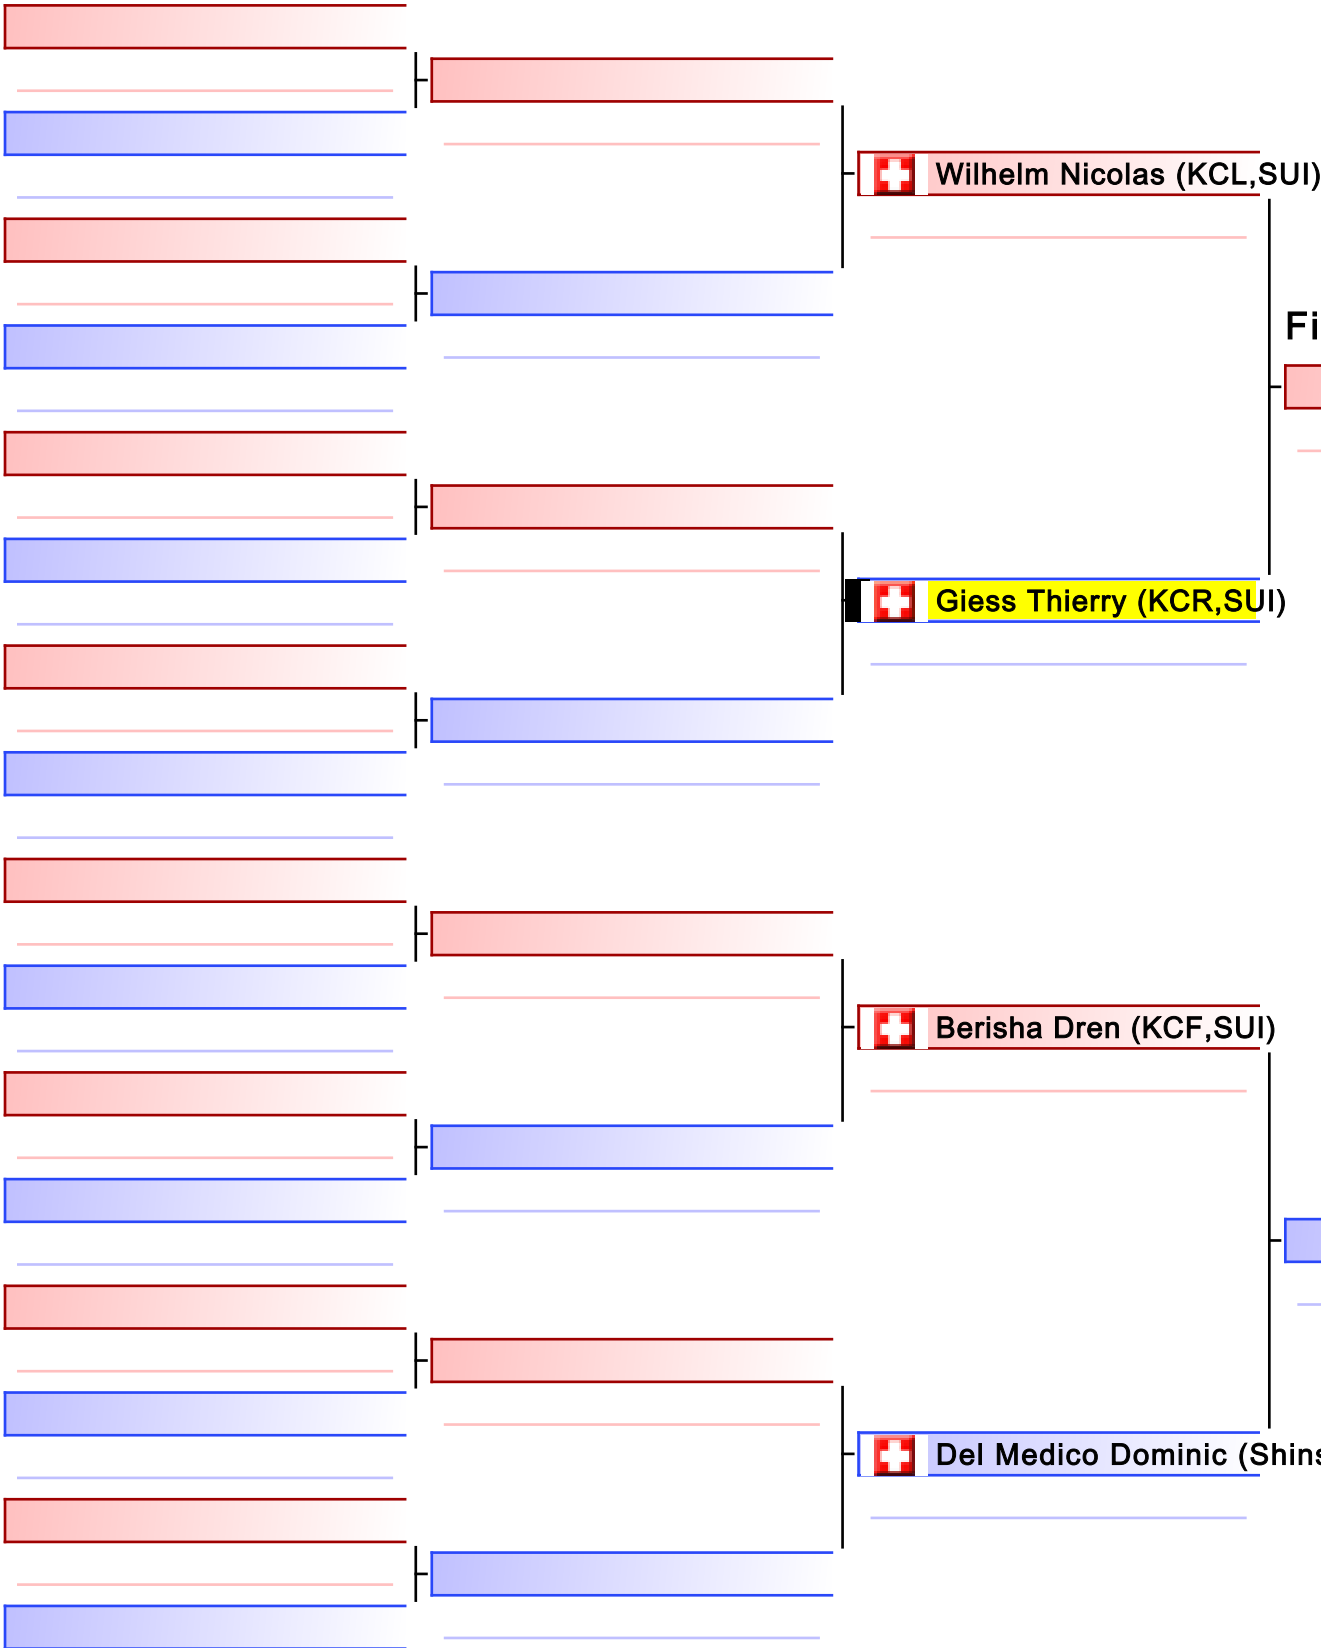 Wilhelm Nicolas (KCL,SUI)
Fi
Giess Thierry (KCR,SUI)
Berisha Dren (KCF,SUI)
Del Medico Dominic (Shins